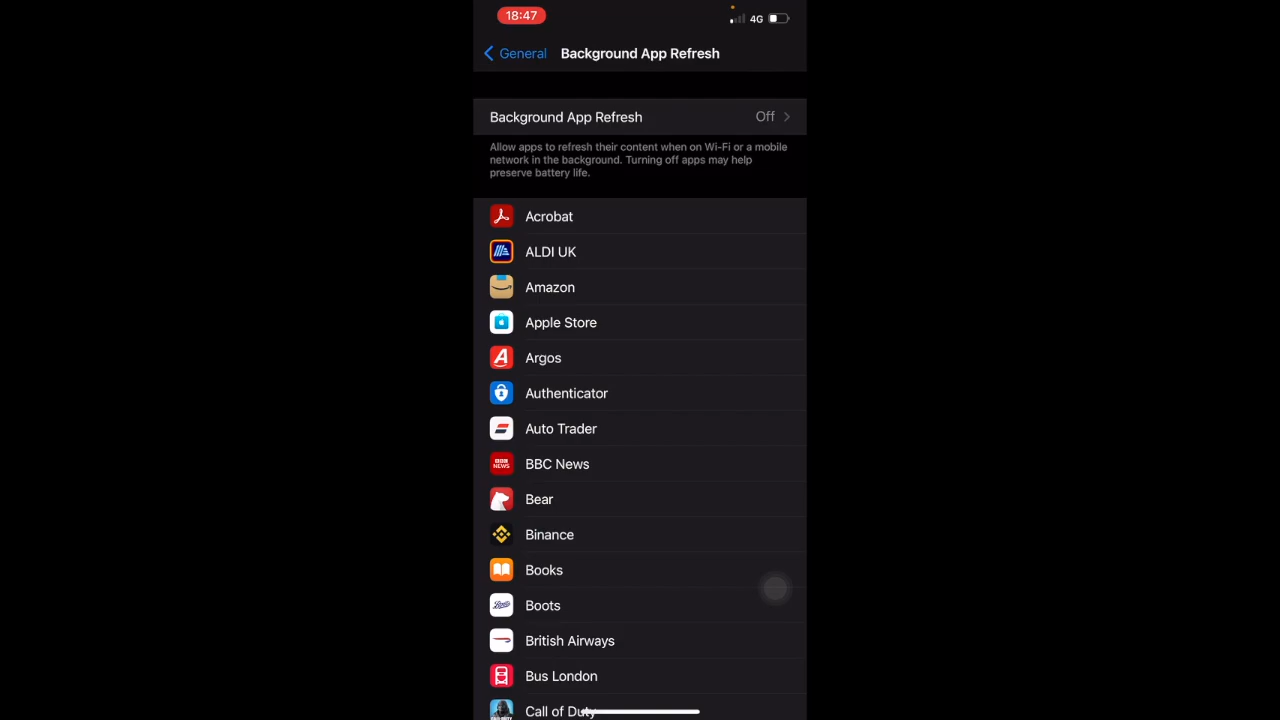 18:47
4G
General
Background App Refresh
Background App Refresh
Off
Allow apps to refresh their content when on Wi-Fi or a mobile
network in the background. Turning off apps may help
preserve battery life.
Acrobat
ALDI UK
Amazon
Apple Store
Argos
Authenticator
Auto Trader
BBC NEWS
BBC News
Bear
Binance
Books
Boots
Boots
British Airways
Bus London
Call of Duty